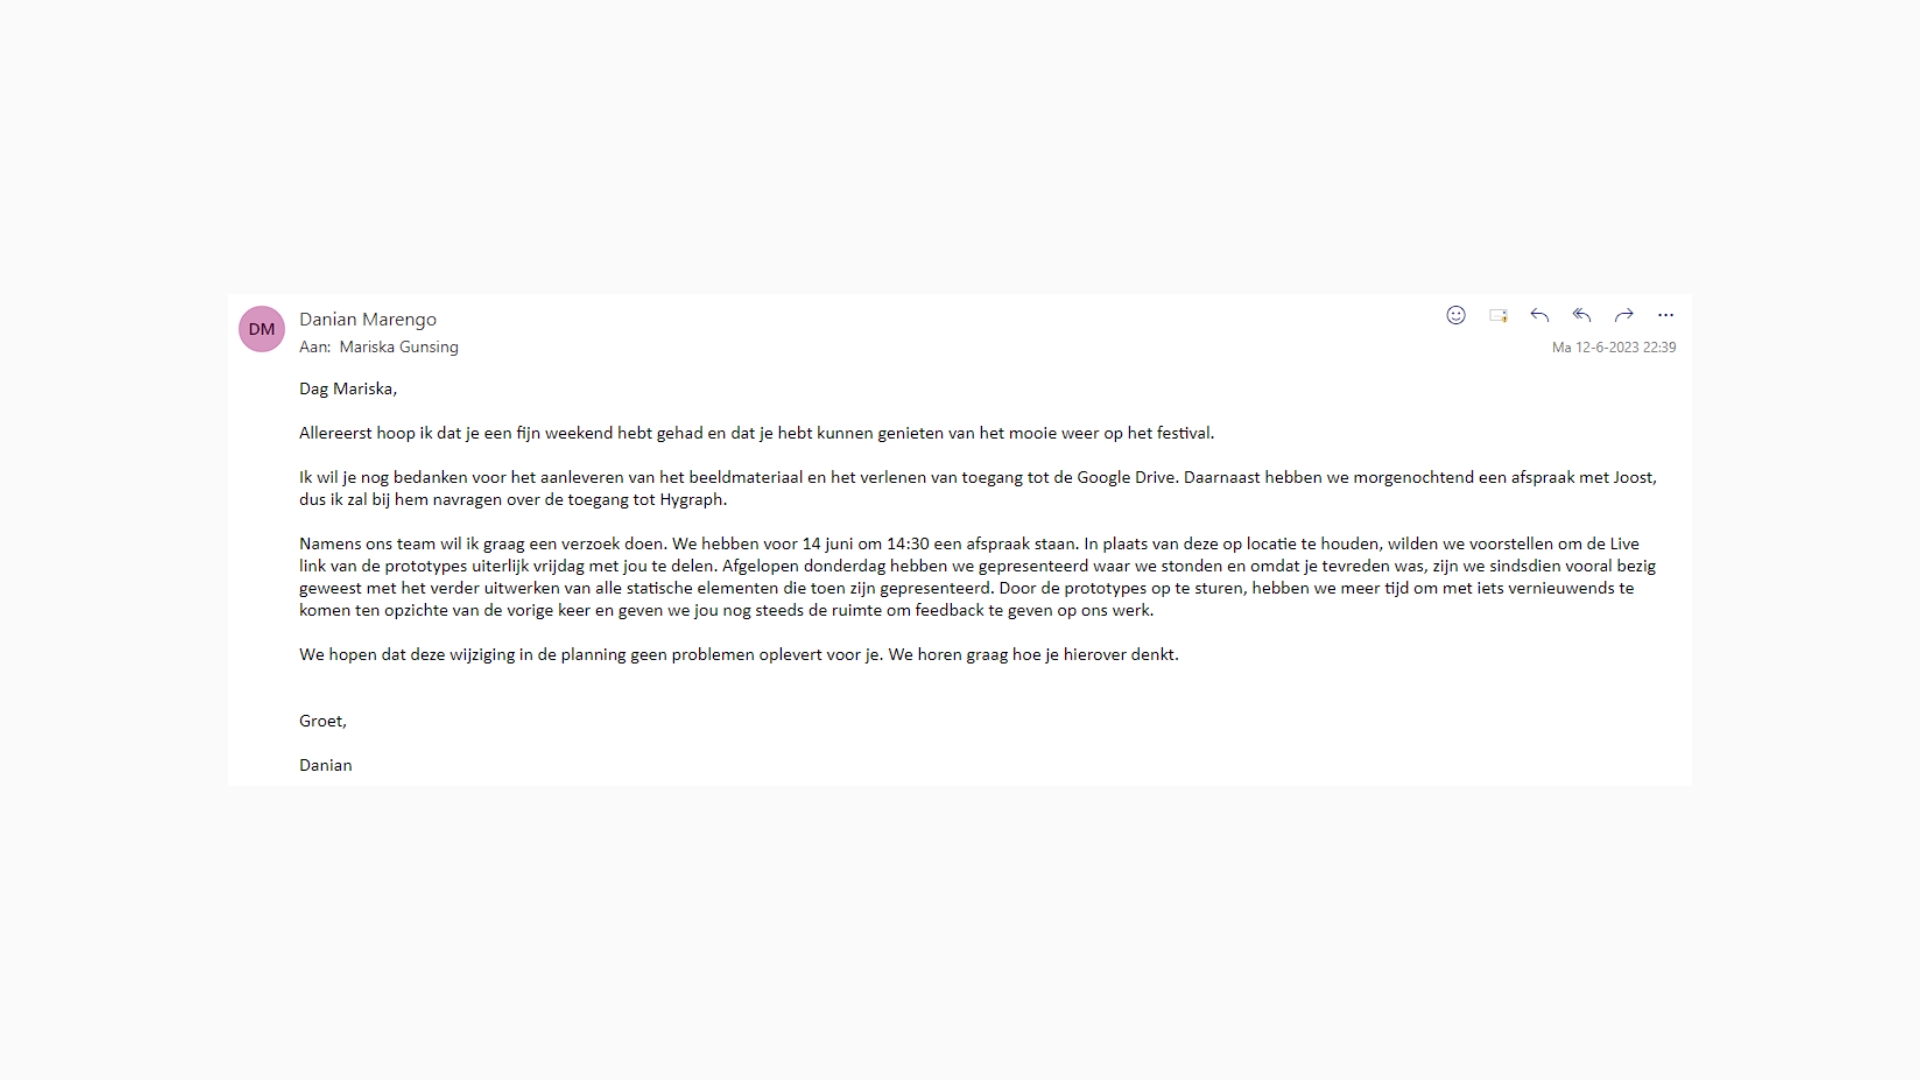 DM
Danian Marengo
Aan: Mariska Gunsing
Ma 12-6-2023 22:39
Dag Mariska,
Allereerst hoop ik dat je een fijn weekend hebt gehad en dat je hebt kunnen genieten van het mooie weer op het festival.
Ik wil je nog bedanken voor het aanleveren van het beeldmateriaal en het verlenen van toegang tot de Google Drive. Daarnaast hebben we morgenochtend een afspraak met Joost,
dus ik zal bij hem navragen over de toegang tot Hygraph.
Namens ons team wil ik graag een verzoek doen. We hebben voor 14 juni om 14:30 een afspraak staan. In plaats van deze op locatie te houden, wilden we voorstellen om de Live
link van de prototypes uiterlijk vrijdag met jou te delen. Afgelopen donderdag hebben we gepresenteerd waar we stonden en omdat je tevreden was, zijn we sindsdien vooral bezig
geweest met het verder uitwerken van alle statische elementen die toen zijn gepresenteerd. Door de prototypes op te sturen, hebben we meer tijd om met iets vernieuwends te
komen ten opzichte van de vorige keer en geven we jou nog steeds de ruimte om feedback te geven op ons werk.
We hopen dat deze wijziging in de planning geen problemen oplevert voor je. We horen graag hoe je hierover denkt.
Groet,
Danian